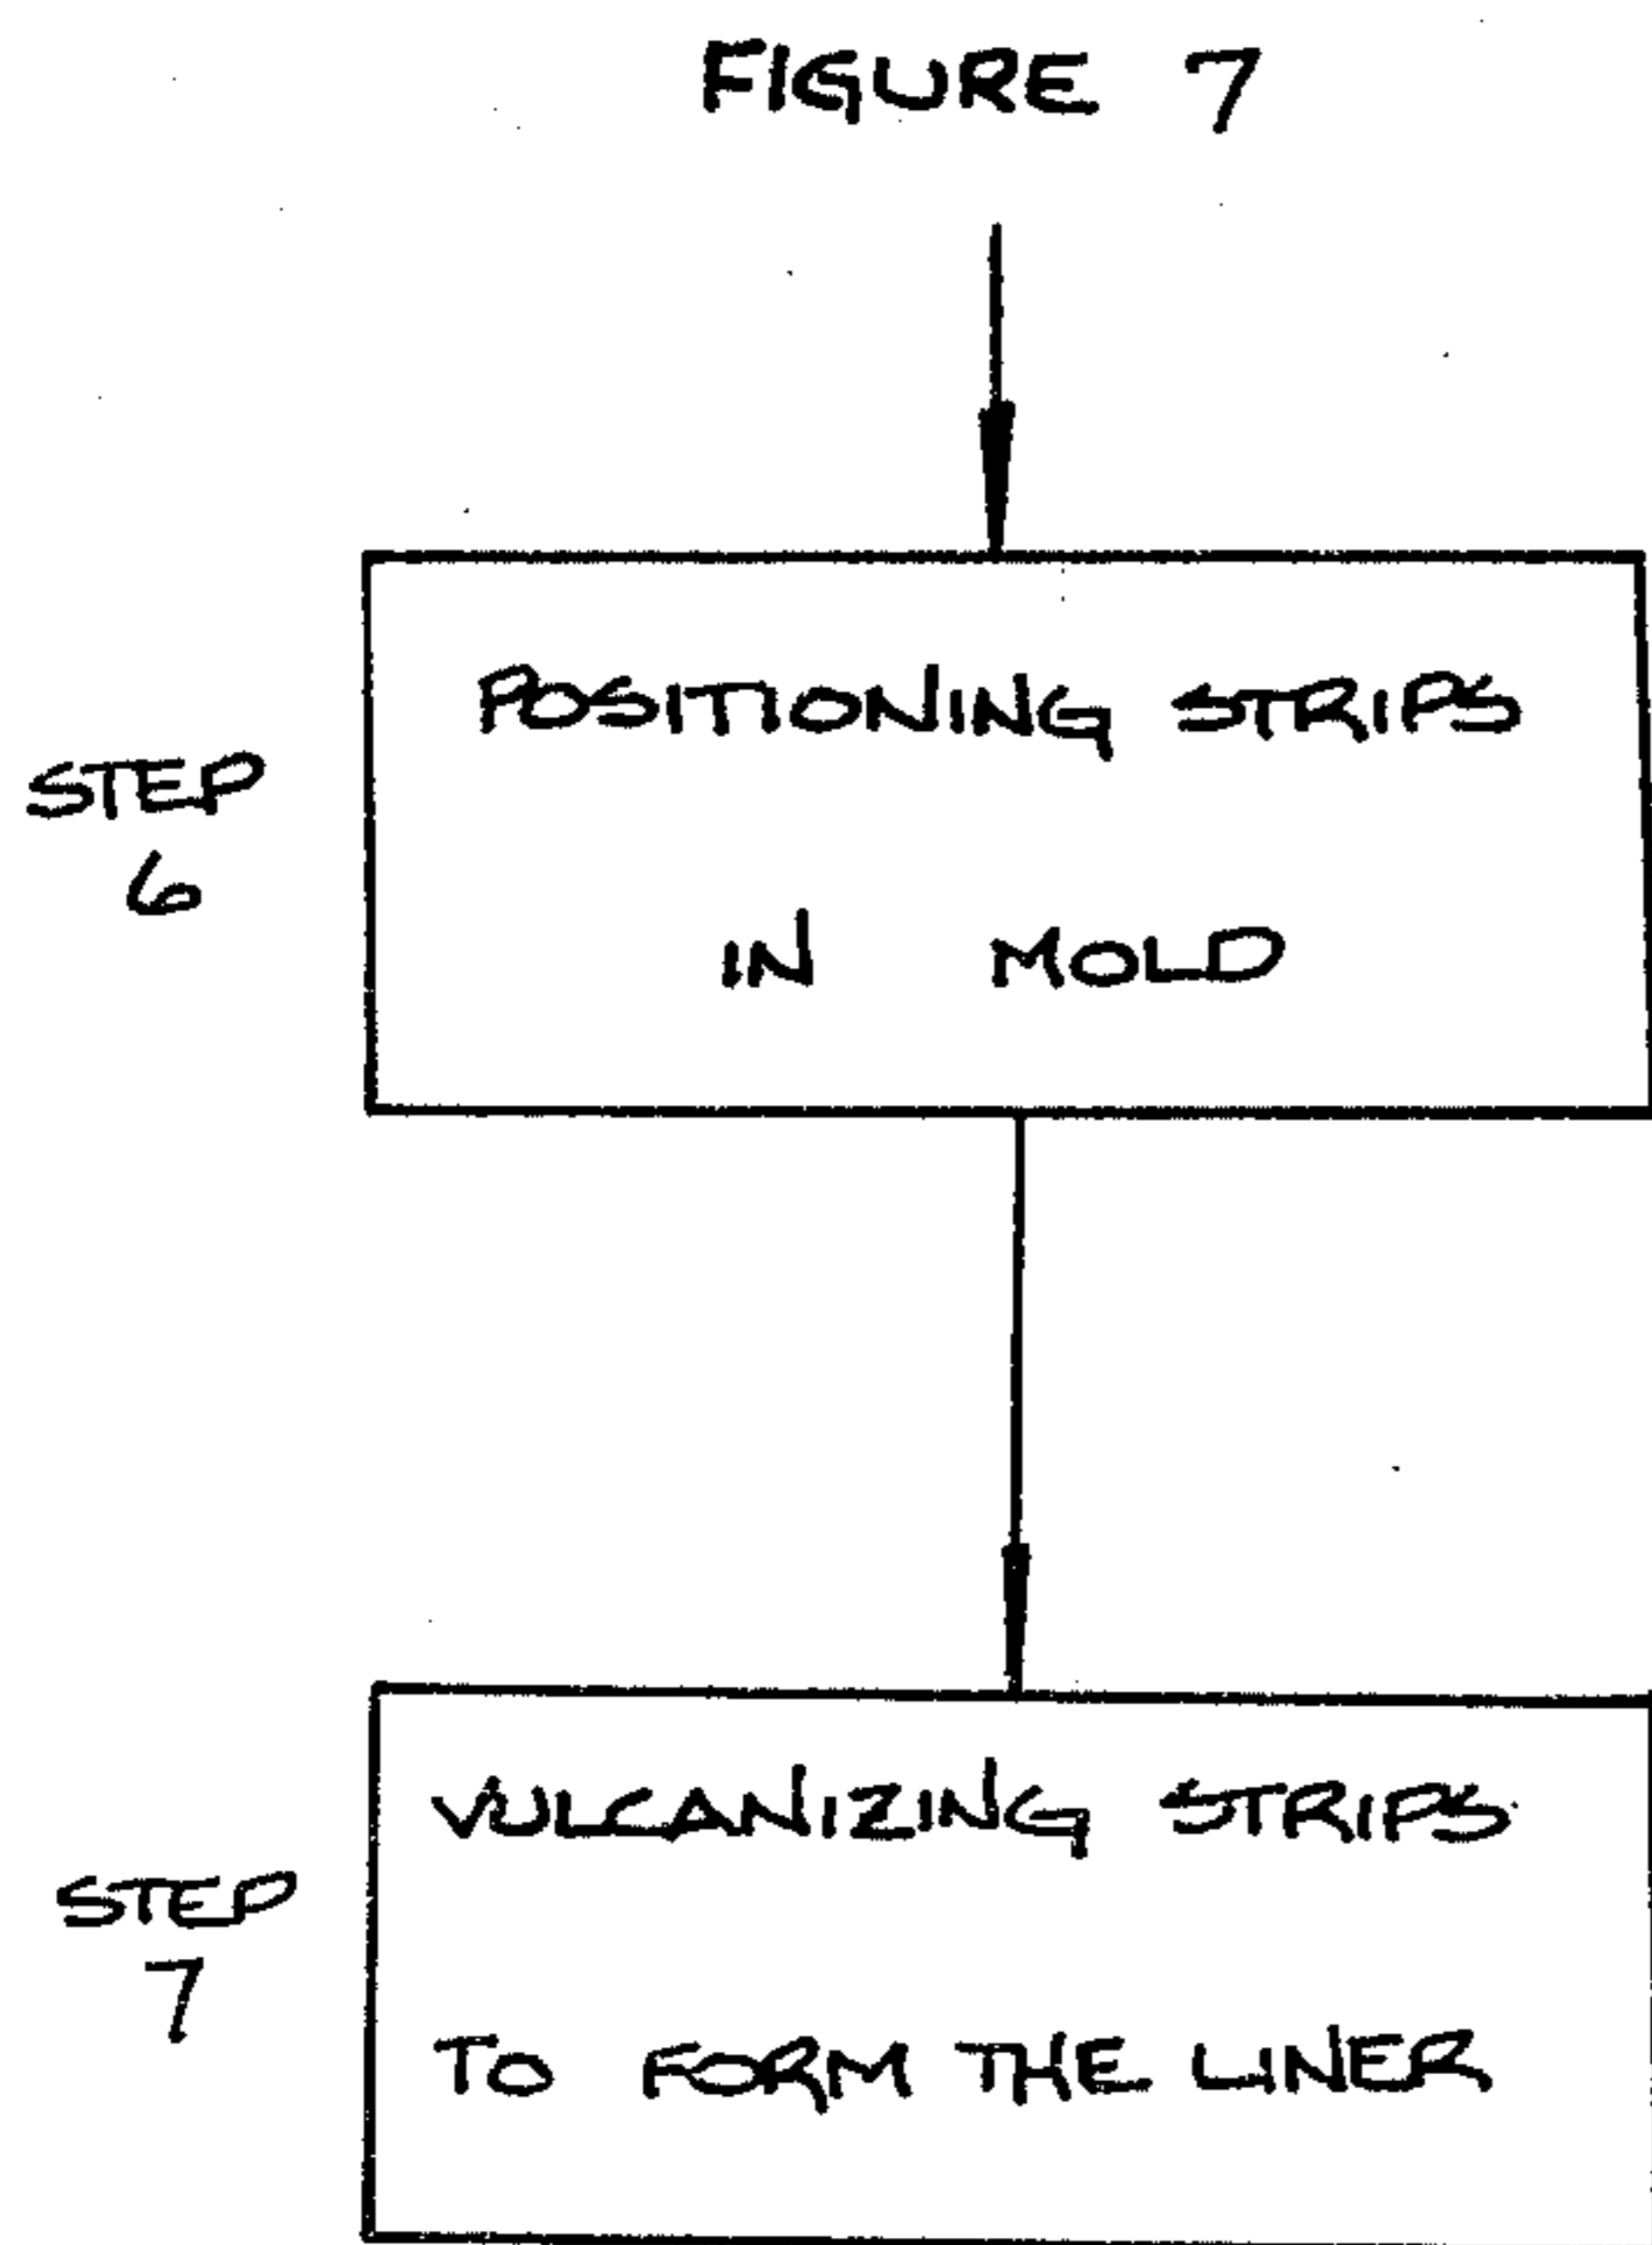 FIGURE 7
STEP
6
POSITIONING STRIPS
IN MOLD
STEP
7
VULCANIZING STRIPS
TO FORM THE LINER